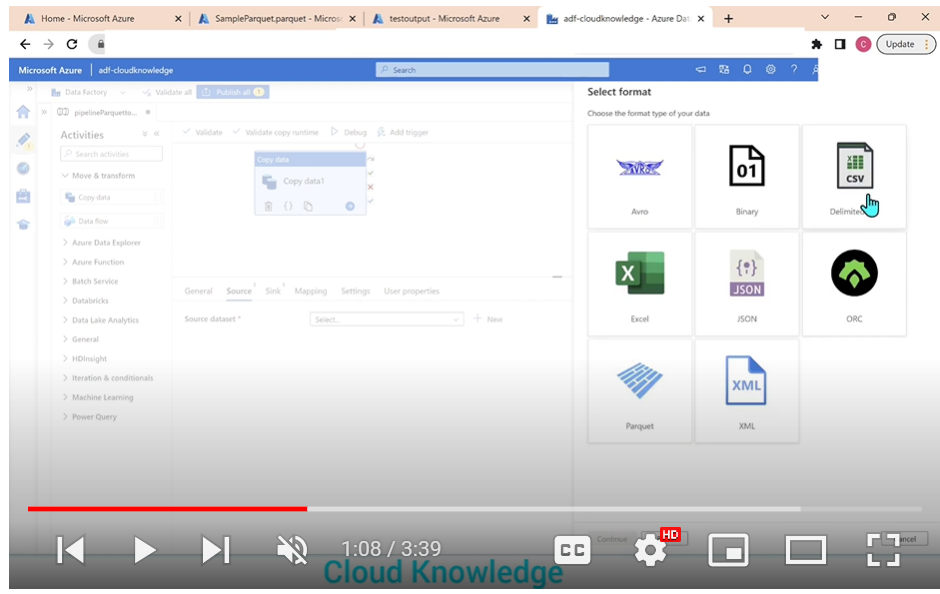 Home - Microsoft Azure
SampleParquet.parquet - Microso
testoutput - Microsoft Azure
adf-cloudknowledge - Azure Dat
C
Update
Microsoft Azure
adf-cloudknowledge
Search
Data Factory
Validate all
Publish all 1
pipelineParquetto...
Activities
Search activities
Move & transform
Copy data
Data flow
Azure Data Explorer
Azure Function
Batch Service
Databricks
Data Lake Analytics
General
HDInsight
Iteration & conditionals
Machine Learning
Power Query
Validate
Validate copy runtime
Debug
Add trigger
Copy data
Copy data1
General
Source 1
Sink 1
Mapping
Settings
User properties
Source dataset *
Select...
New
Select format
Choose the format type of your data
AVRO
Avro
01
Binary
CSV
Delimited
X
Excel
JSON
JSON
ORC
Parquet
XML
XML
Continue
ncel
1:08 / 3:39
CC
HD
Cloud Knowledge